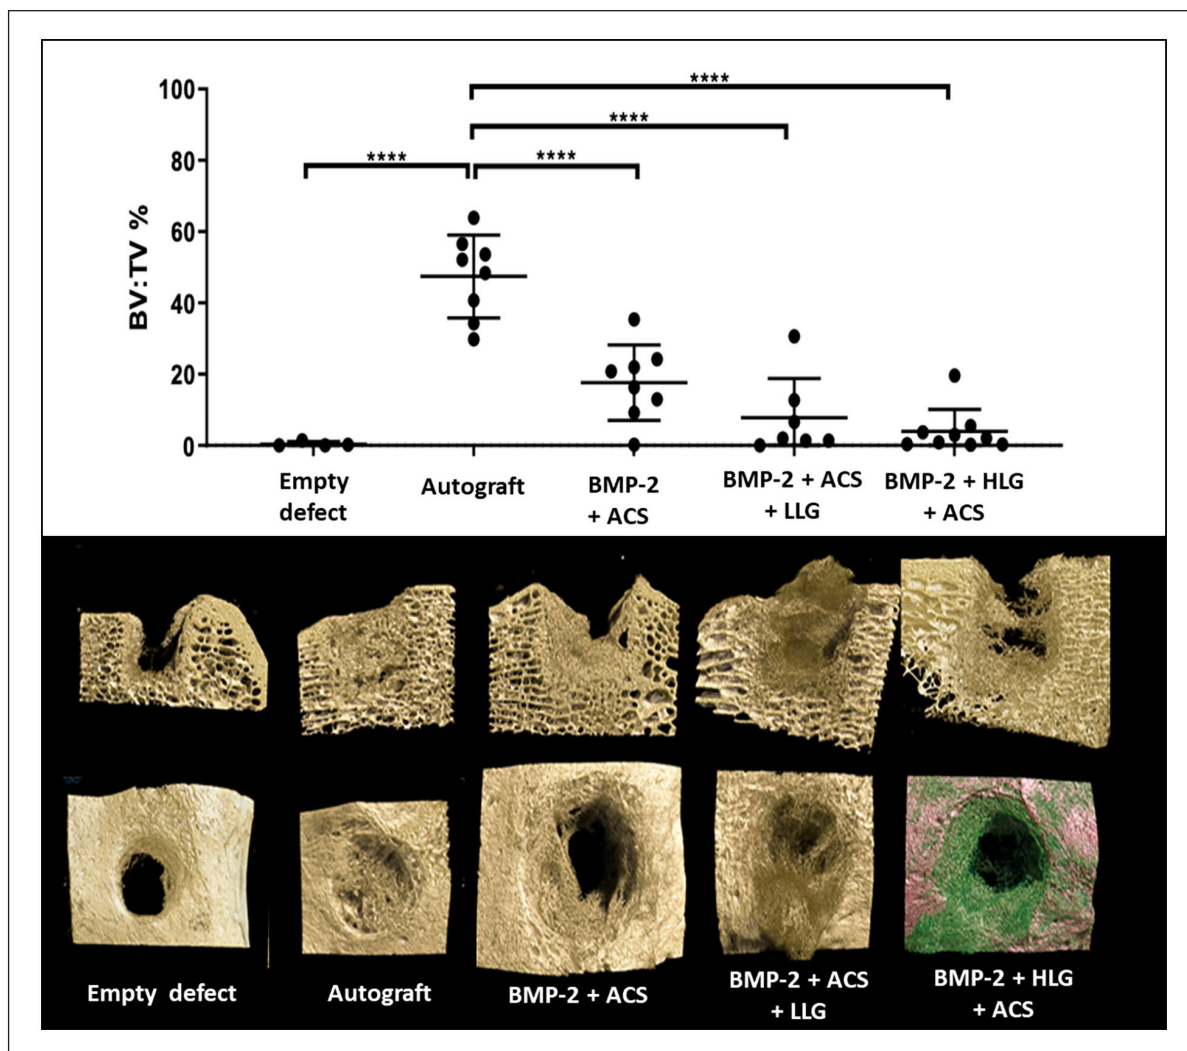 ****
****
**** ****
100
80
60
40
20
0
BV:TV %
Empty
defect
Autograft
BMP-2
+ ACS
BMP-2 + ACS
+ LLG
BMP-2 + HLG
+ ACS
Empty defect
Autograft
BMP-2 + ACS
BMP-2 + ACS
+ LLG
BMP-2 + HLG
+ ACS